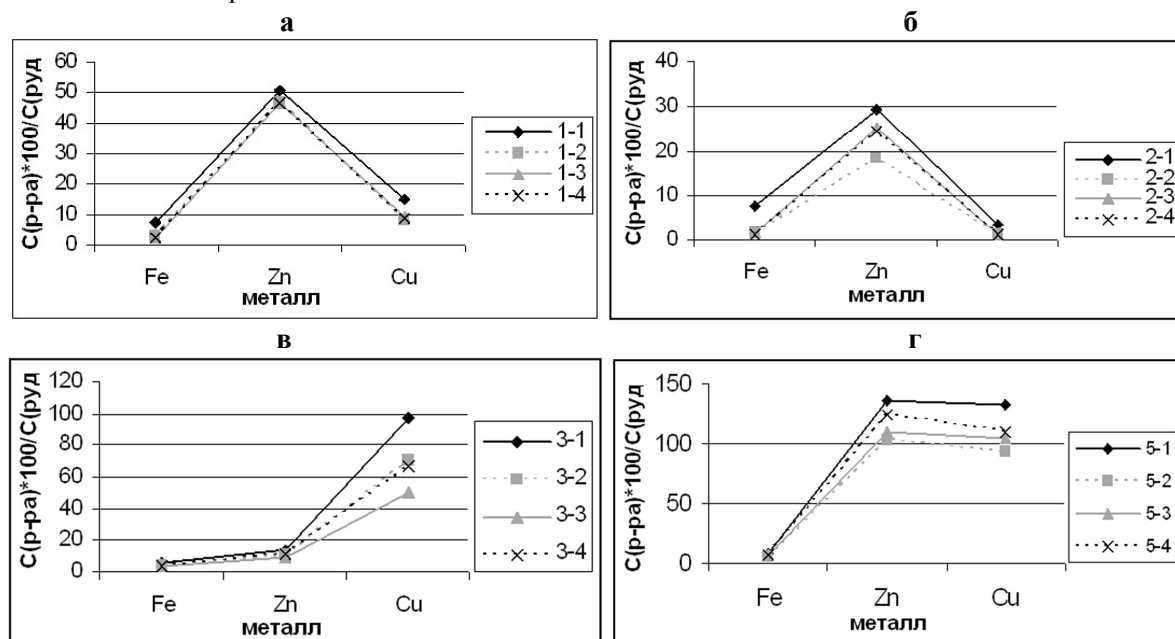 а
60
50
40
30
20
10
0
С(р-ра)*100/С(руд
Fe Zn Cu
металл
1-1
1-2
1-3
1-4
б
40
30
20
10
0
С(р-ра)*100/С(руд
Fe Zn Cu
металл
2-1
2-2
2-3
2-4
в
120
100
80
60
40
20
0
С(р-ра)*100/С(руд
Fe Zn Cu
металл
3-1
3-2
3-3
3-4
г
150
100
50
0
С(р-ра)*100/С(руд
Fe Zn Cu
металл
5-1
5-2
5-3
5-4